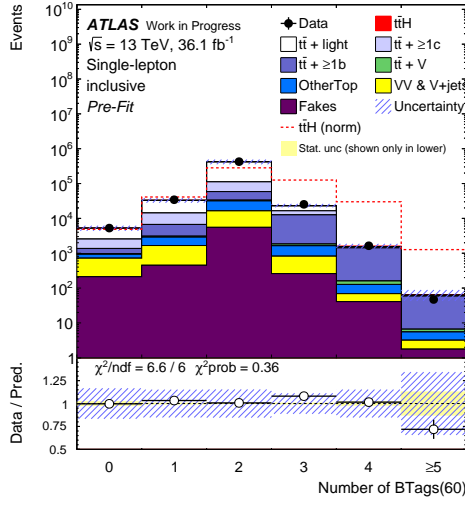 Events
10^10
10^9
10^8
10^7
10^6
10^5
10^4
10^3
10^2
10
1
ATLAS Work in Progress
√s = 13 TeV, 36.1 fb^-1
Single-lepton
inclusive
Pre-Fit
Data
tt̄H
tt̄ + light
tt̄ + ≥1c
tt̄ + ≥1b
tt̄ + V
OtherTop
VV & V+jets
Fakes
Uncertainty
tt̄H (norm)
Stat. unc (shown only in lower)
χ²/ndf = 6.6 / 6 χ²prob = 0.36
Data / Pred.
1.25
1
0.75
0.5
0 1 2 3 4 ≥5
Number of BTags(60)